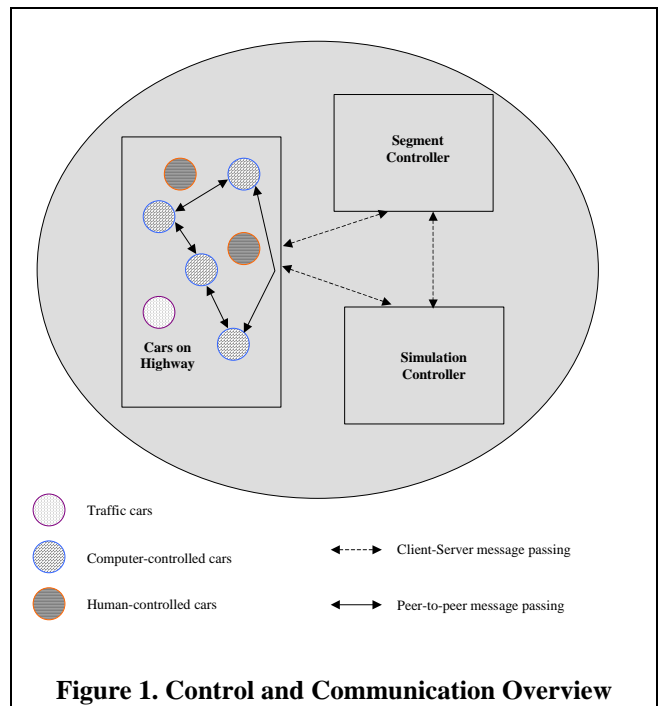 Segment
Controller
Cars on
Highway
Simulation
Controller
Traffic cars
Computer-controlled cars
Human-controlled cars
Client-Server message passing
Peer-to-peer message passing
Figure 1. Control and Communication Overview